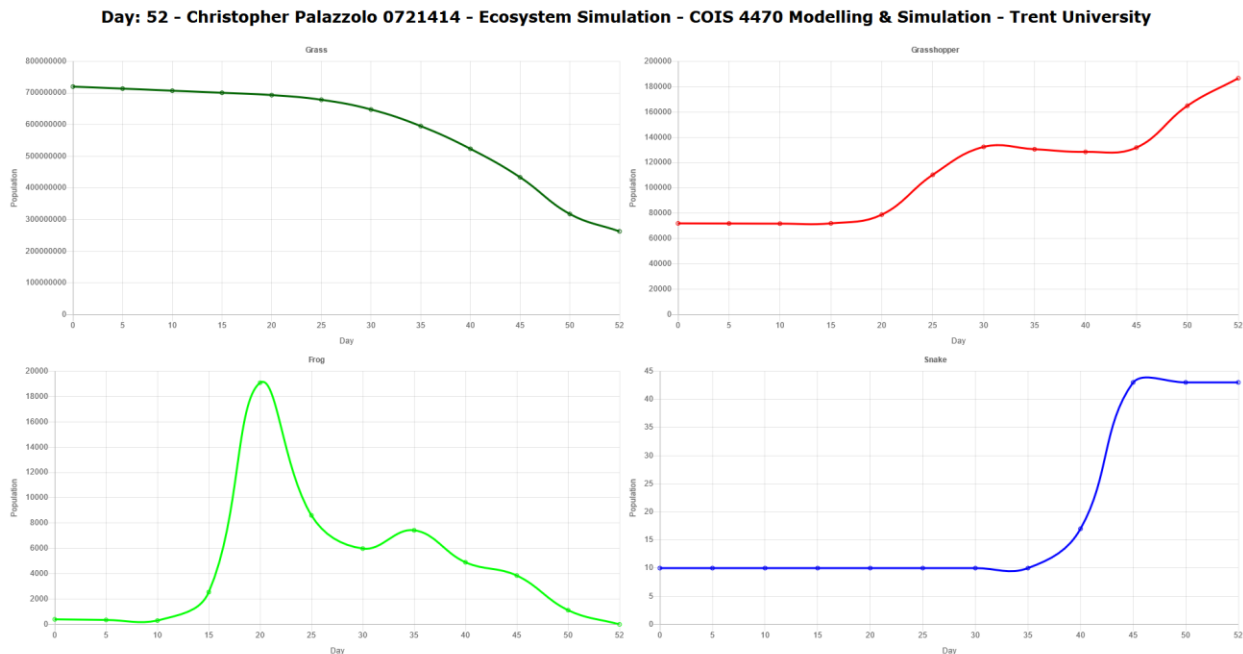 Day: 52 - Christopher Palazzolo 0721414 - Ecosystem Simulation - COIS 4470 Modelling & Simulation - Trent University
Grass
800000000
700000000
600000000
500000000
400000000
300000000
200000000
100000000
0
Population
0 5 10 15 20 25 30 35 40 45 50 52
Day
Grasshopper
200000
180000
160000
140000
120000
100000
80000
60000
40000
20000
0
Population
0 5 10 15 20 25 30 35 40 45 50 52
Day
Frog
20000
18000
16000
14000
12000
10000
8000
6000
4000
2000
0
Population
0 5 10 15 20 25 30 35 40 45 50 52
Day
Snake
45
40
35
30
25
20
15
10
5
0
Population
0 5 10 15 20 25 30 35 40 45 50 52
Day